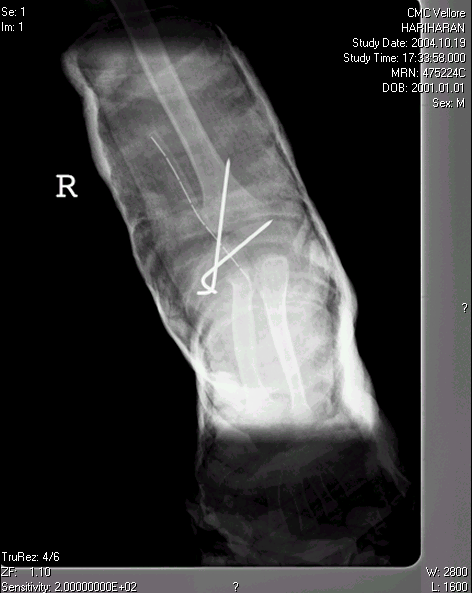 Se: 1
Im: 1
CMC Vellore
HARIHARAN
Study Date: 2004.10.19
Study Time: 17:33:58.000
MRN: 475224C
DOB: 2001.01.01
Sex: M
R
?
TruRez: 4/6
ZF: 1.10
Sensitivity: 2.00000000E+02
?
W: 2800
L: 1600